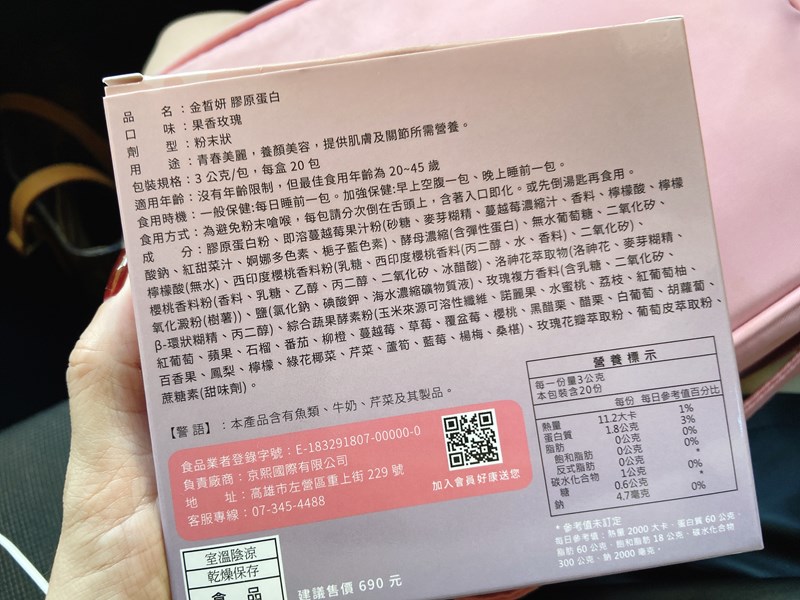 品　　名：金皙妍 膠原蛋白
口　　味：果香玫瑰
劑　　型：粉末狀
用　　途：青春美麗，養顏美容，提供肌膚及關節所需營養。
包裝規格：3 公克/包，每盒 20 包
適用年齡：沒有年齡限制，但最佳食用年齡為 20~45 歲
食用時機：一般保健:每日睡前一包。加強保健:早上空腹一包、晚上睡前一包。
食用方式：為避免粉末嗆喉，每包請分次倒在舌頭上，含著入口即化。或先倒湯匙再食用。
成　　分：膠原蛋白粉、即溶蔓越莓果汁粉(砂糖、麥芽糊精、蔓越莓濃縮汁、香料、檸檬酸、檸檬
酸鈉、紅甜菜汁、婀娜多色素、梔子藍色素)、酵母濃縮(含彈性蛋白)、無水葡萄糖、二氧化矽、
檸檬酸(無水)、西印度櫻桃香料粉(乳糖、西印度櫻桃香料(丙二醇、水、香料)、二氧化矽)、
櫻桃香料粉(香料、乳糖、乙醇、丙二醇、二氧化矽、冰醋酸)、洛神花萃取物(洛神花、麥芽糊精、
氧化澱粉(樹薯))、鹽(氯化鈉、碘酸鉀、海水濃縮礦物質液)、玫瑰複方香料(含乳糖、二氧化矽、
β-環狀糊精、丙二醇)、綜合蔬果酵素粉(玉米來源可溶性纖維、諾麗果、水蜜桃、荔枝、紅葡萄柚、
紅葡萄、蘋果、石榴、番茄、柳橙、蔓越莓、草莓、覆盆莓、櫻桃、黑醋栗、醋栗、白葡萄、胡蘿蔔、
百香果、鳳梨、檸檬、綠花椰菜、芹菜、蘆筍、藍莓、楊梅、桑椹)、玫瑰花瓣萃取粉、葡萄皮萃取粉、
蔗糖素(甜味劑)。
【警 語】：本產品含有魚類、牛奶、芹菜及其製品。
食品業者登錄字號：E-183291807-00000-0
負責廠商：京熙國際有限公司
地　　址：高雄市左營區重上街 229 號
客服專線：07-345-4488
加入會員好康送您
室溫陰涼
乾燥保存
食 品
建議售價 690 元
營養標示
每一份量3公克
本包裝含20份
每份　每日參考值百分比
熱量　11.2大卡　1%
蛋白質　1.8公克　3%
脂肪　0公克　0%
飽和脂肪　0公克　0%
反式脂肪　0公克　*
碳水化合物　1公克　0%
糖　0.6公克　*
鈉　4.7毫克　0%
* 參考值未訂定
每日參考值：熱量 2000 大卡、蛋白質 60 公克、
脂肪 60 公克、飽和脂肪 18 公克、碳水化合物
300 公克、鈉 2000 毫克。